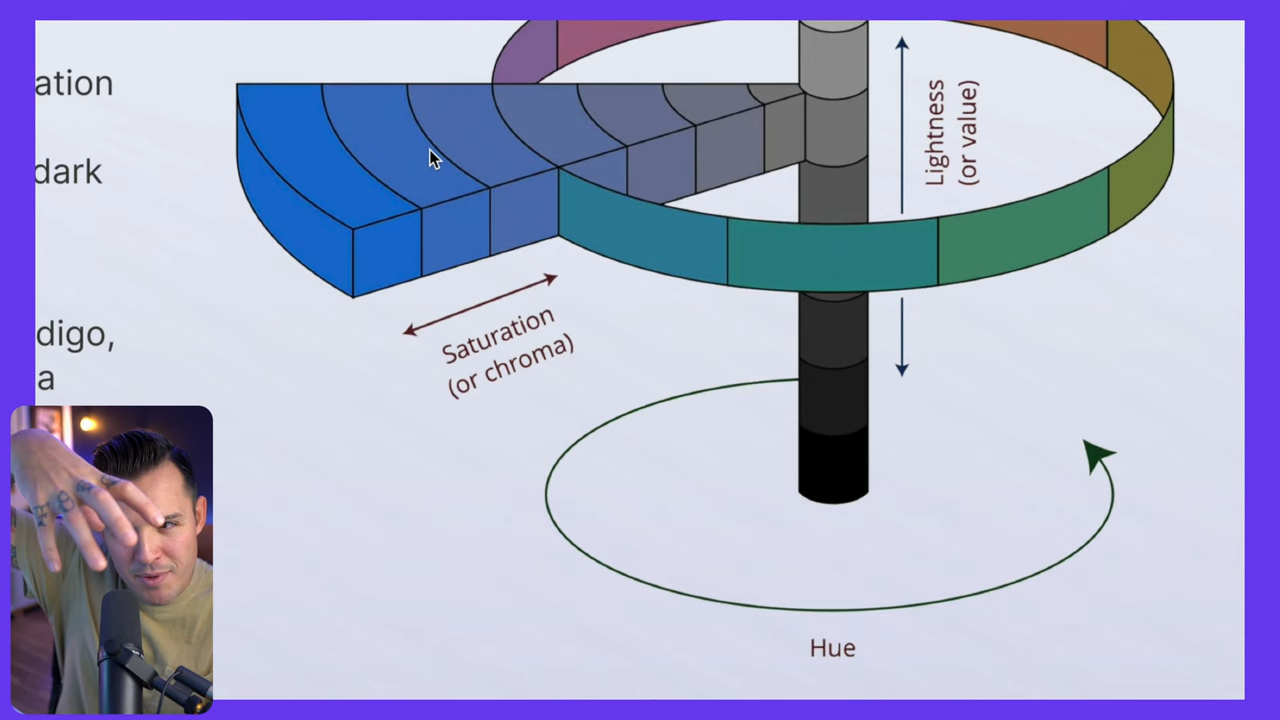 ation
dark
digo,
a
Lightness
(or value)
Saturation
(or chroma)
Hue